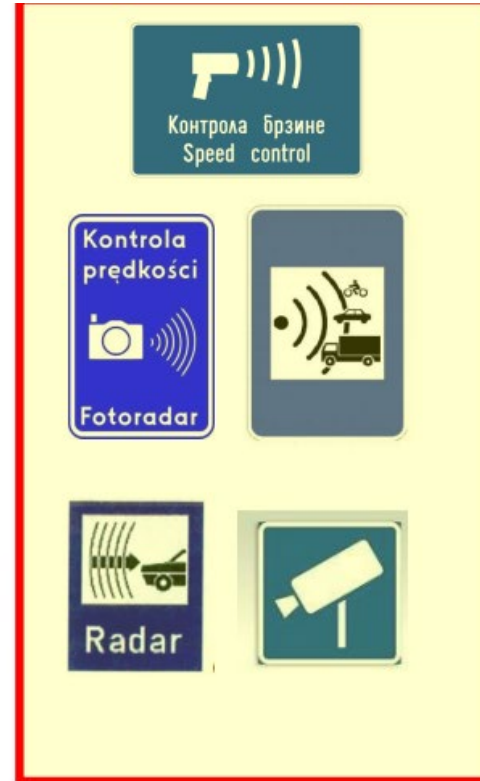 Контрола брзине
Speed control
Kontrola
prędkości
Fotoradar
Radar